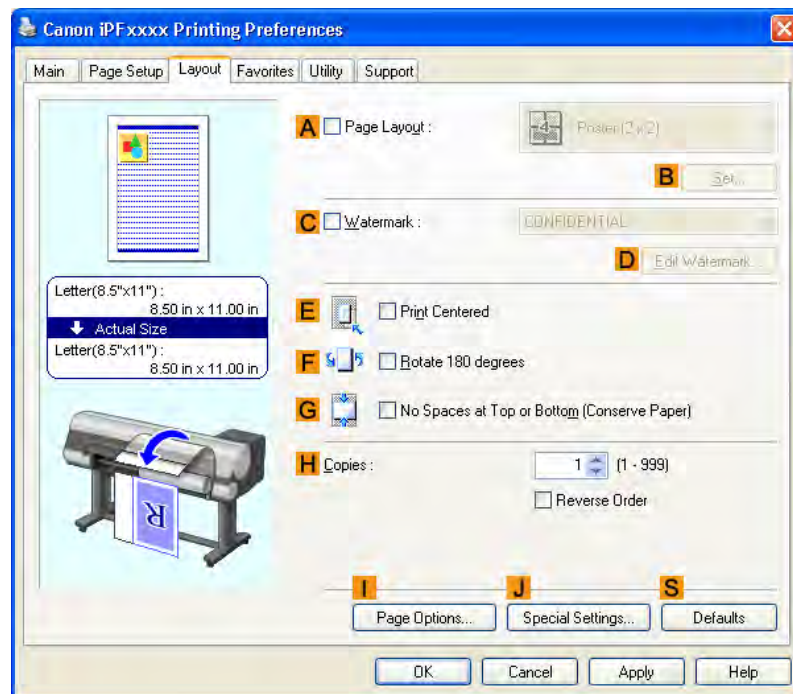 Canon iPFxxxx Printing Preferences
Main Page Setup Layout Favorites Utility Support
A Page Layout : 4 Poster (2 x 2)
B Set...
C Watermark : CONFIDENTIAL
D Edit Watermark...
Letter(8.5"x11") :
8.50 in x 11.00 in
Actual Size
Letter(8.5"x11") :
8.50 in x 11.00 in
E Print Centered
F Rotate 180 degrees
G No Spaces at Top or Bottom (Conserve Paper)
H Copies : 1 (1 - 999)
Reverse Order
R
I J S
Page Options... Special Settings... Defaults
OK Cancel Apply Help